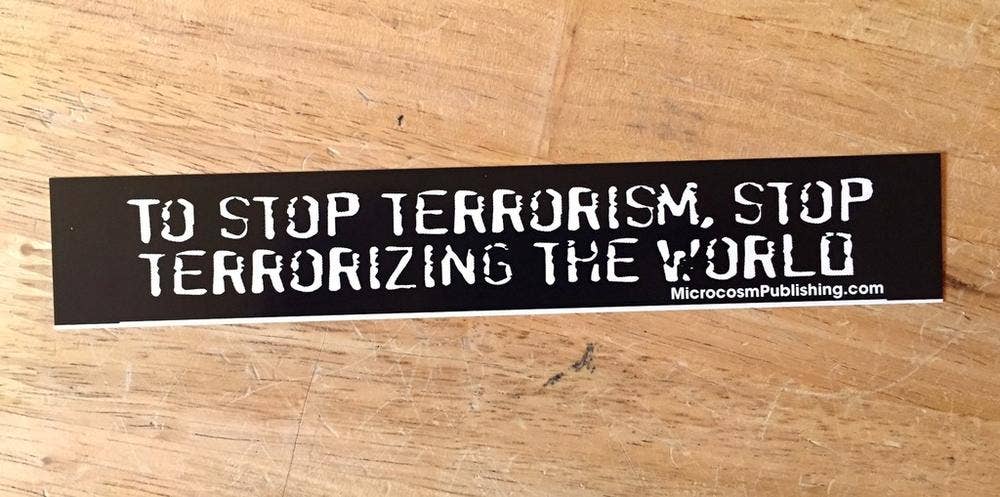 TO STOP TERRORISM, STOP
TERRORIZING THE WORLD
MicrocosmPublishing.com